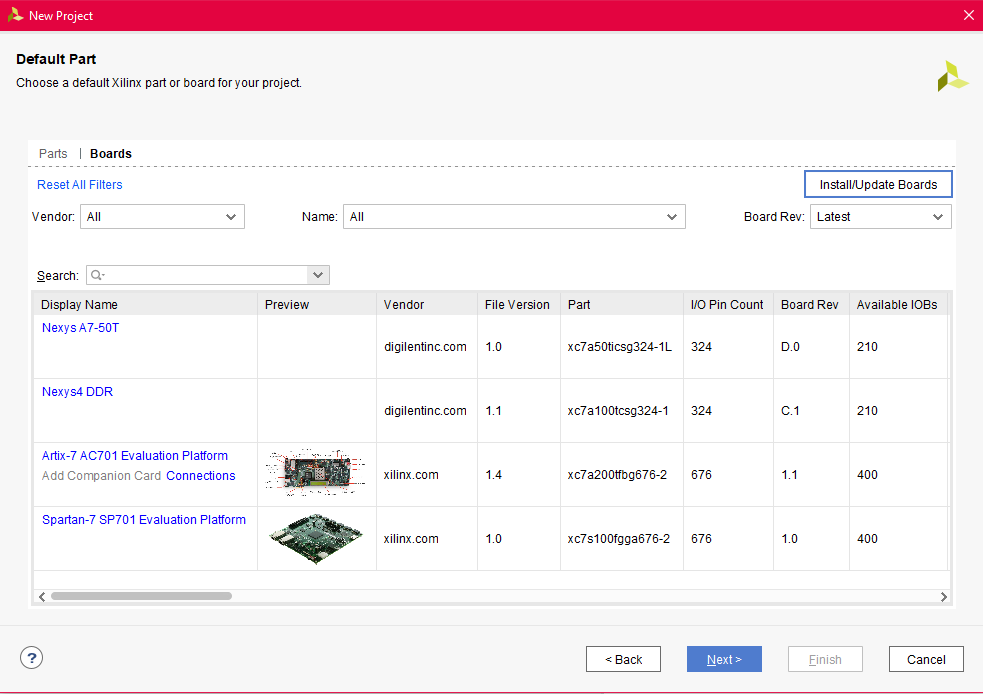 New Project
Default Part
Choose a default Xilinx part or board for your project.
Parts | Boards
Reset All Filters
Install/Update Boards
Vendor: All Name: All Board Rev: Latest
Search:
Display Name Preview Vendor File Version Part I/O Pin Count Board Rev Available IOBs
Nexys A7-50T digilentinc.com 1.0 xc7a50ticsg324-1L 324 D.0 210
Nexys4 DDR digilentinc.com 1.1 xc7a100tcsg324-1 324 C.1 210
Artix-7 AC701 Evaluation Platform
Add Companion Card Connections xilinx.com 1.4 xc7a200tfbg676-2 676 1.1 400
Spartan-7 SP701 Evaluation Platform xilinx.com 1.0 xc7s100fgga676-2 676 1.0 400
? < Back Next > Finish Cancel